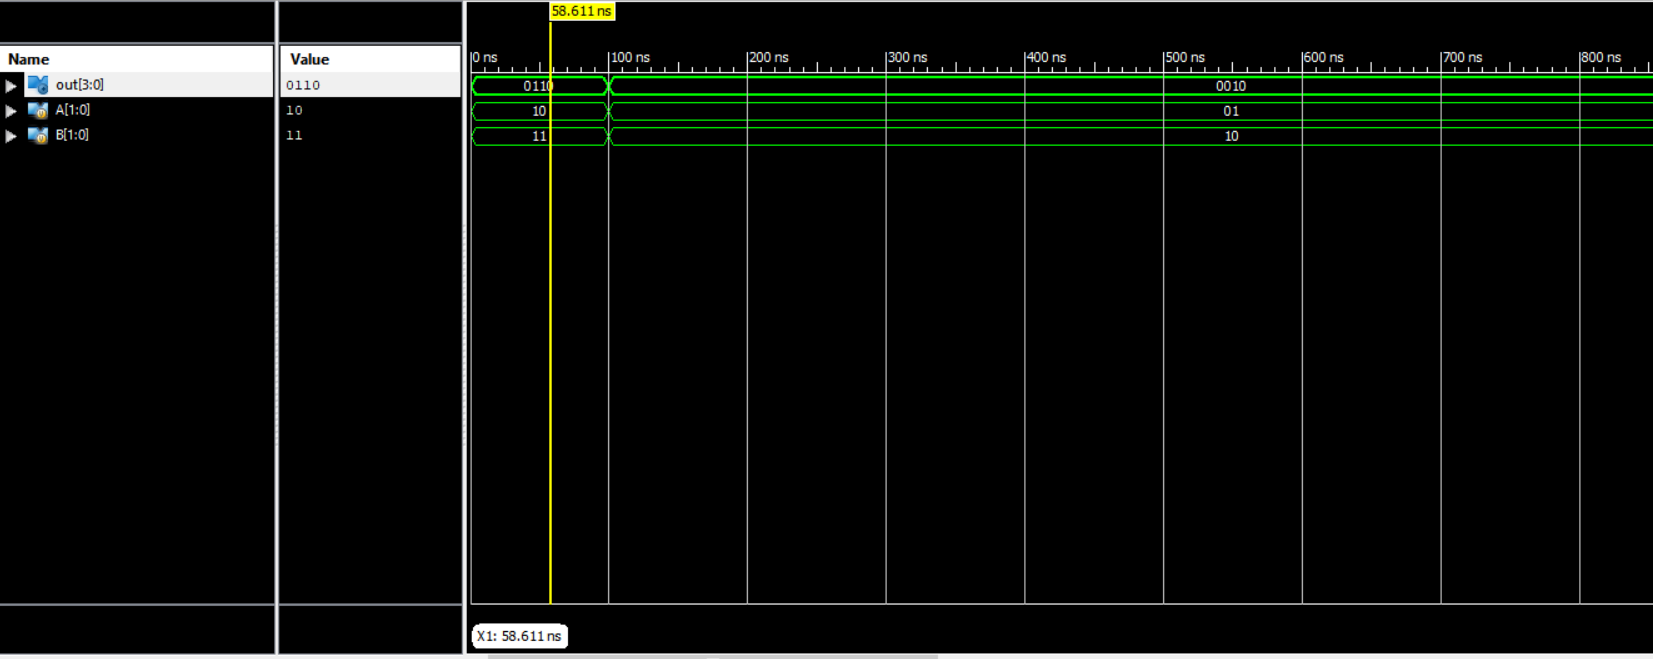 58.611 ns
Name Value
0 ns 100 ns 200 ns 300 ns 400 ns 500 ns 600 ns 700 ns 800 ns
out[3:0] 0110 0110 0010
A[1:0] 10 10 01
B[1:0] 11 11 10
X1: 58.611 ns